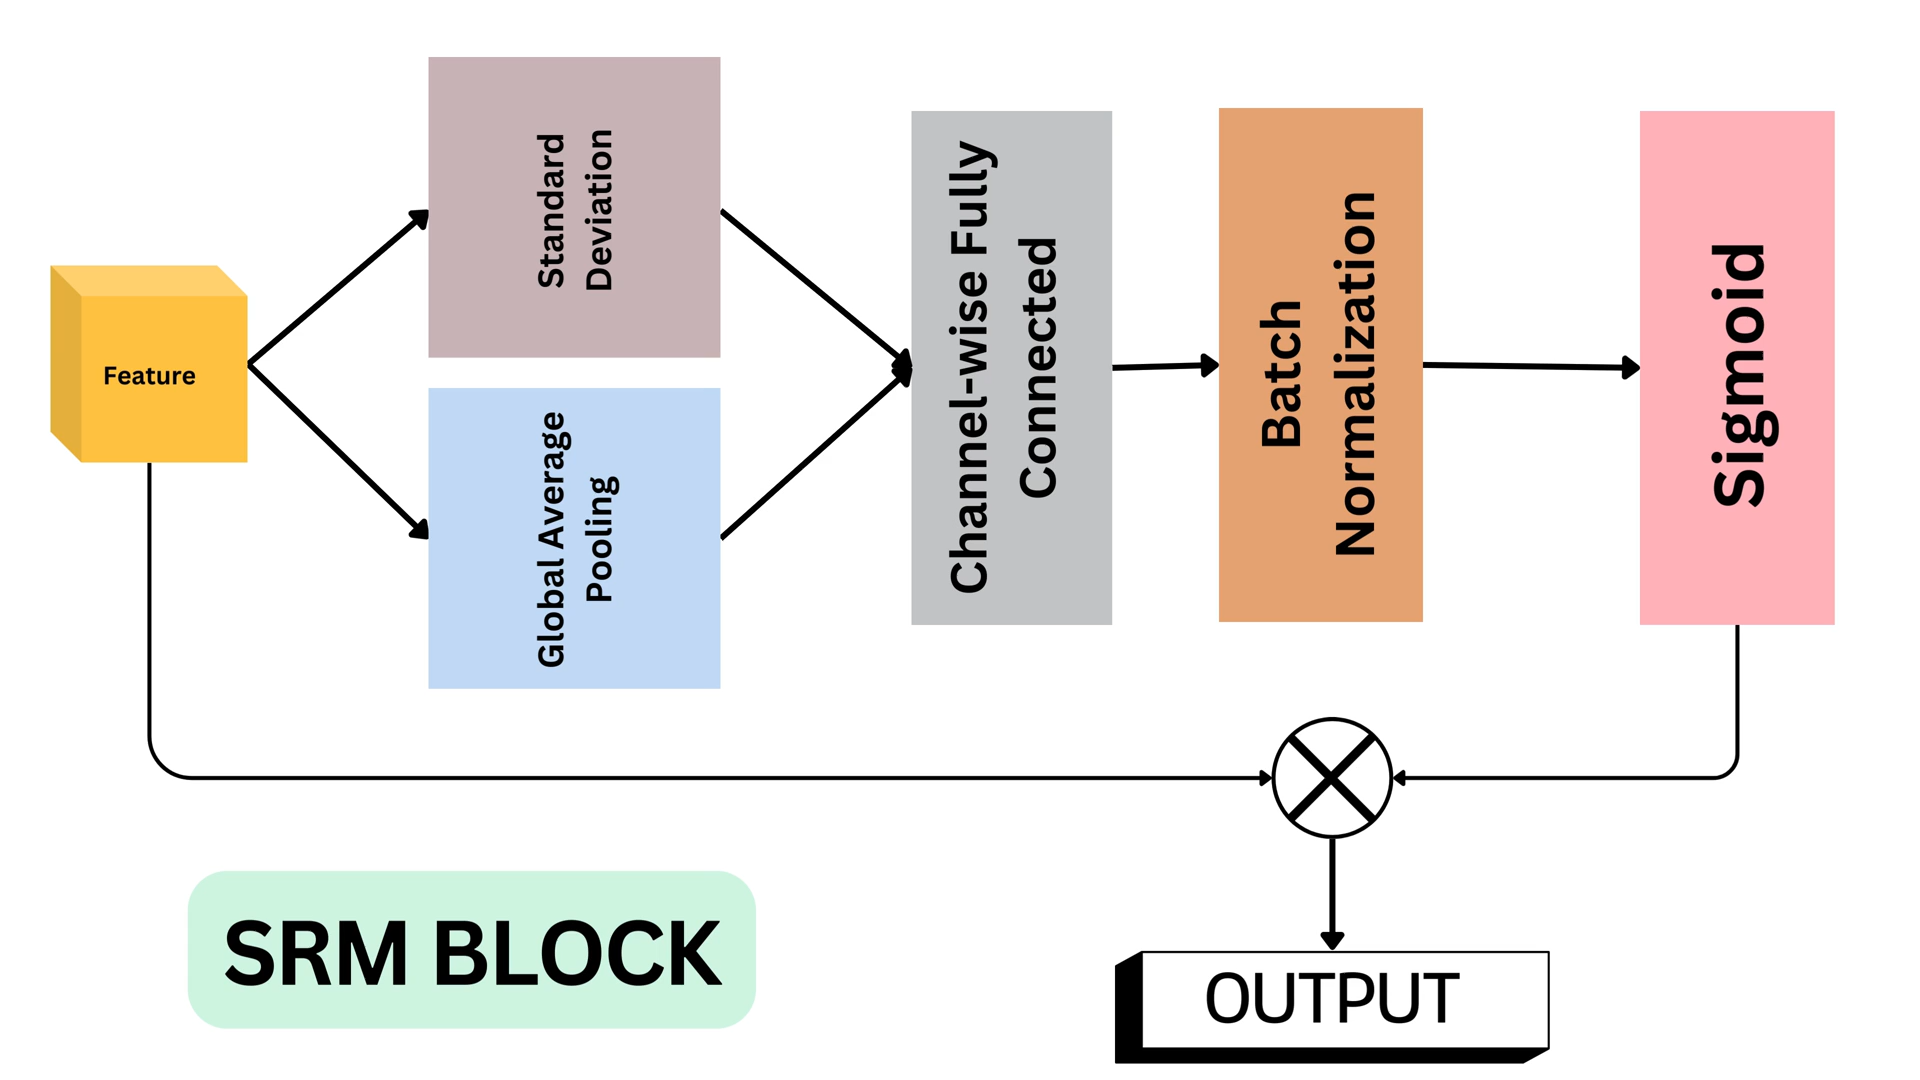 Feature
Standard
Deviation
Global Average
Pooling
Channel-wise Fully
Connected
Batch
Normalization
Sigmoid
SRM BLOCK
OUTPUT